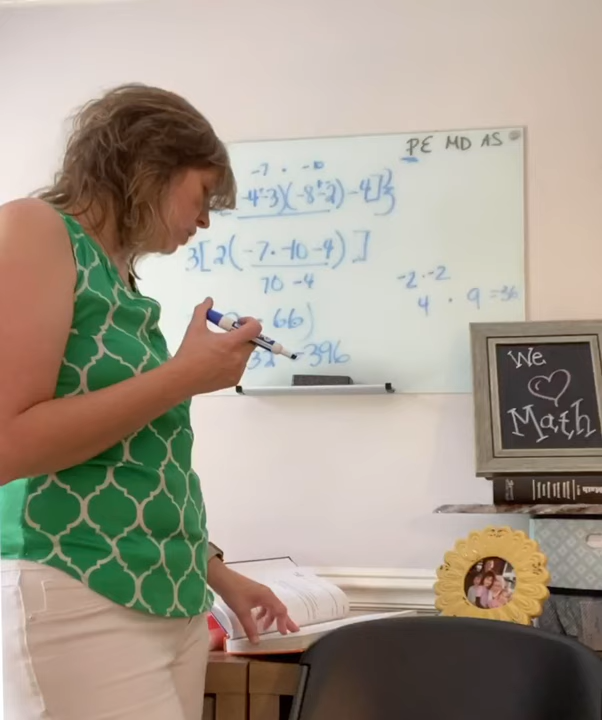 PE MD AS
-7 · -10
-4-3)(-8-2)-4]}
3[2(-7·-10-4)]
70 -4
66)
32 396
-2·-2
4 · 9 = 36
We
♡
Math